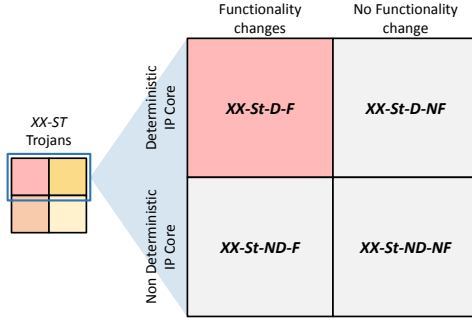 Functionality
changes
No Functionality
change
XX-ST
Trojans
Deterministic
IP Core
XX-St-D-F
XX-St-D-NF
Non Deterministic
IP Core
XX-St-ND-F
XX-St-ND-NF